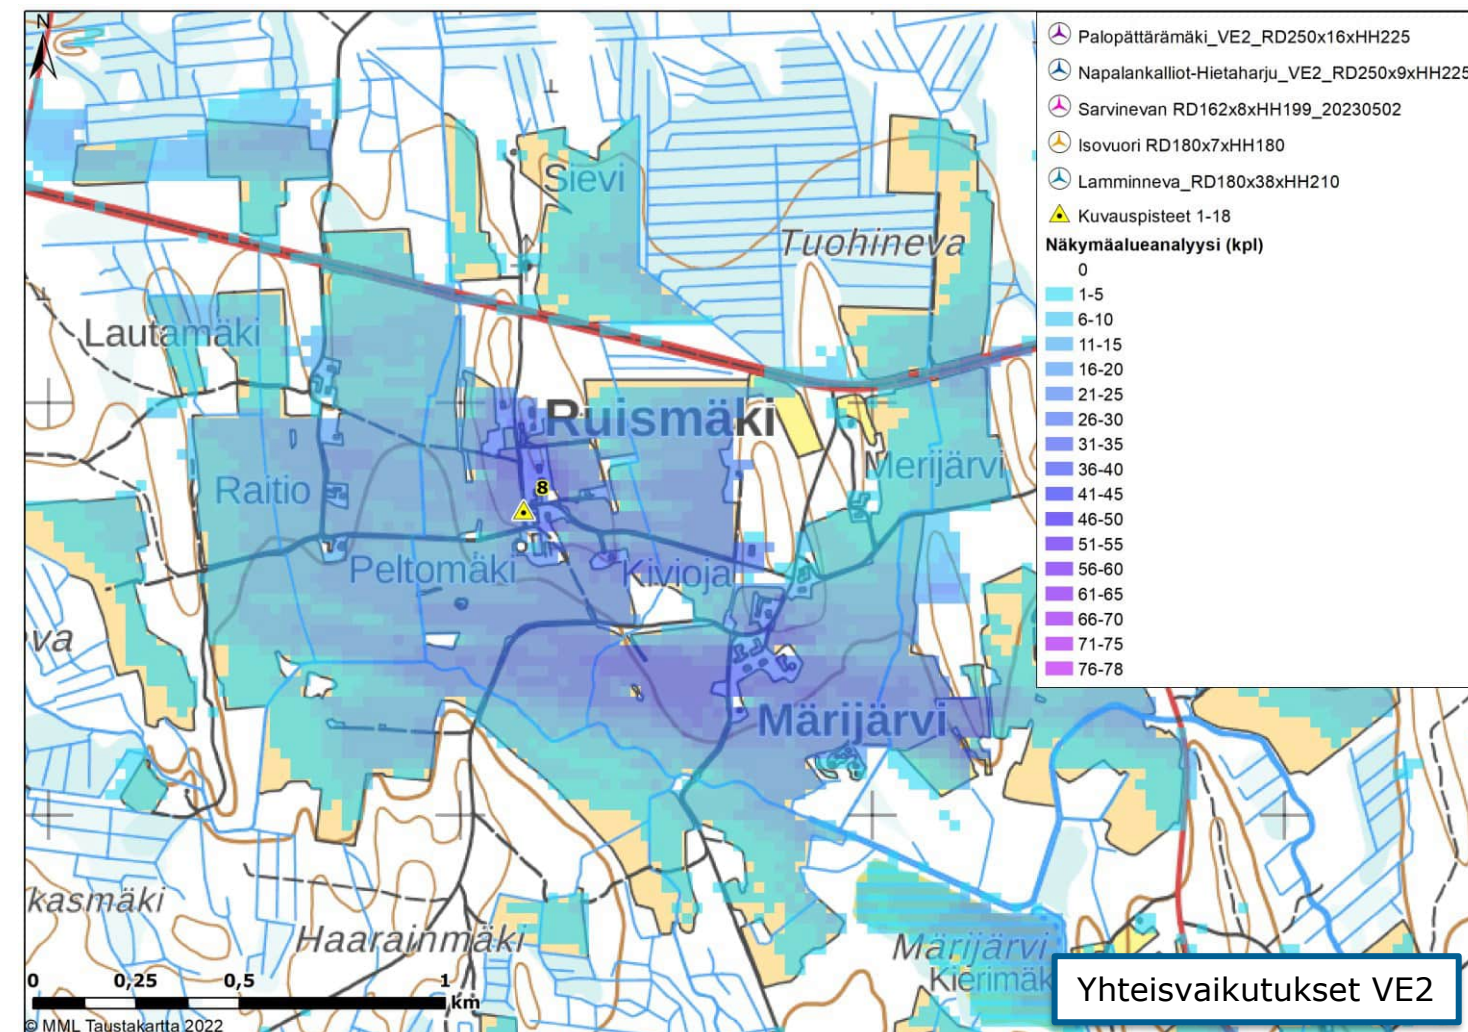 N
Palopättärämäki_VE2_RD250x16xHH225
Napalankalliot-Hietaharju_VE2_RD250x9xHH225
Sarvinevan RD162x8xHH199_20230502
Isovuori RD180x7xHH180
Lamminneva_RD180x38xHH210
Kuvauspisteet 1-18
Näkymäalueanalyysi (kpl)
0
1-5
6-10
11-15
16-20
21-25
26-30
31-35
36-40
41-45
46-50
51-55
56-60
61-65
66-70
71-75
76-78
Sievi
Tuohineva
Lautamäki
Ruismäki
Merijärvi
Raitio
8
Peltomäki
Kivioja
va
Märijärvi
kasmäki
Haarainmäki
Märijärvi
Kierimäk
Yhteisvaikutukset VE2
0 0,25 0,5 1
km
© MML Taustakartta 2022